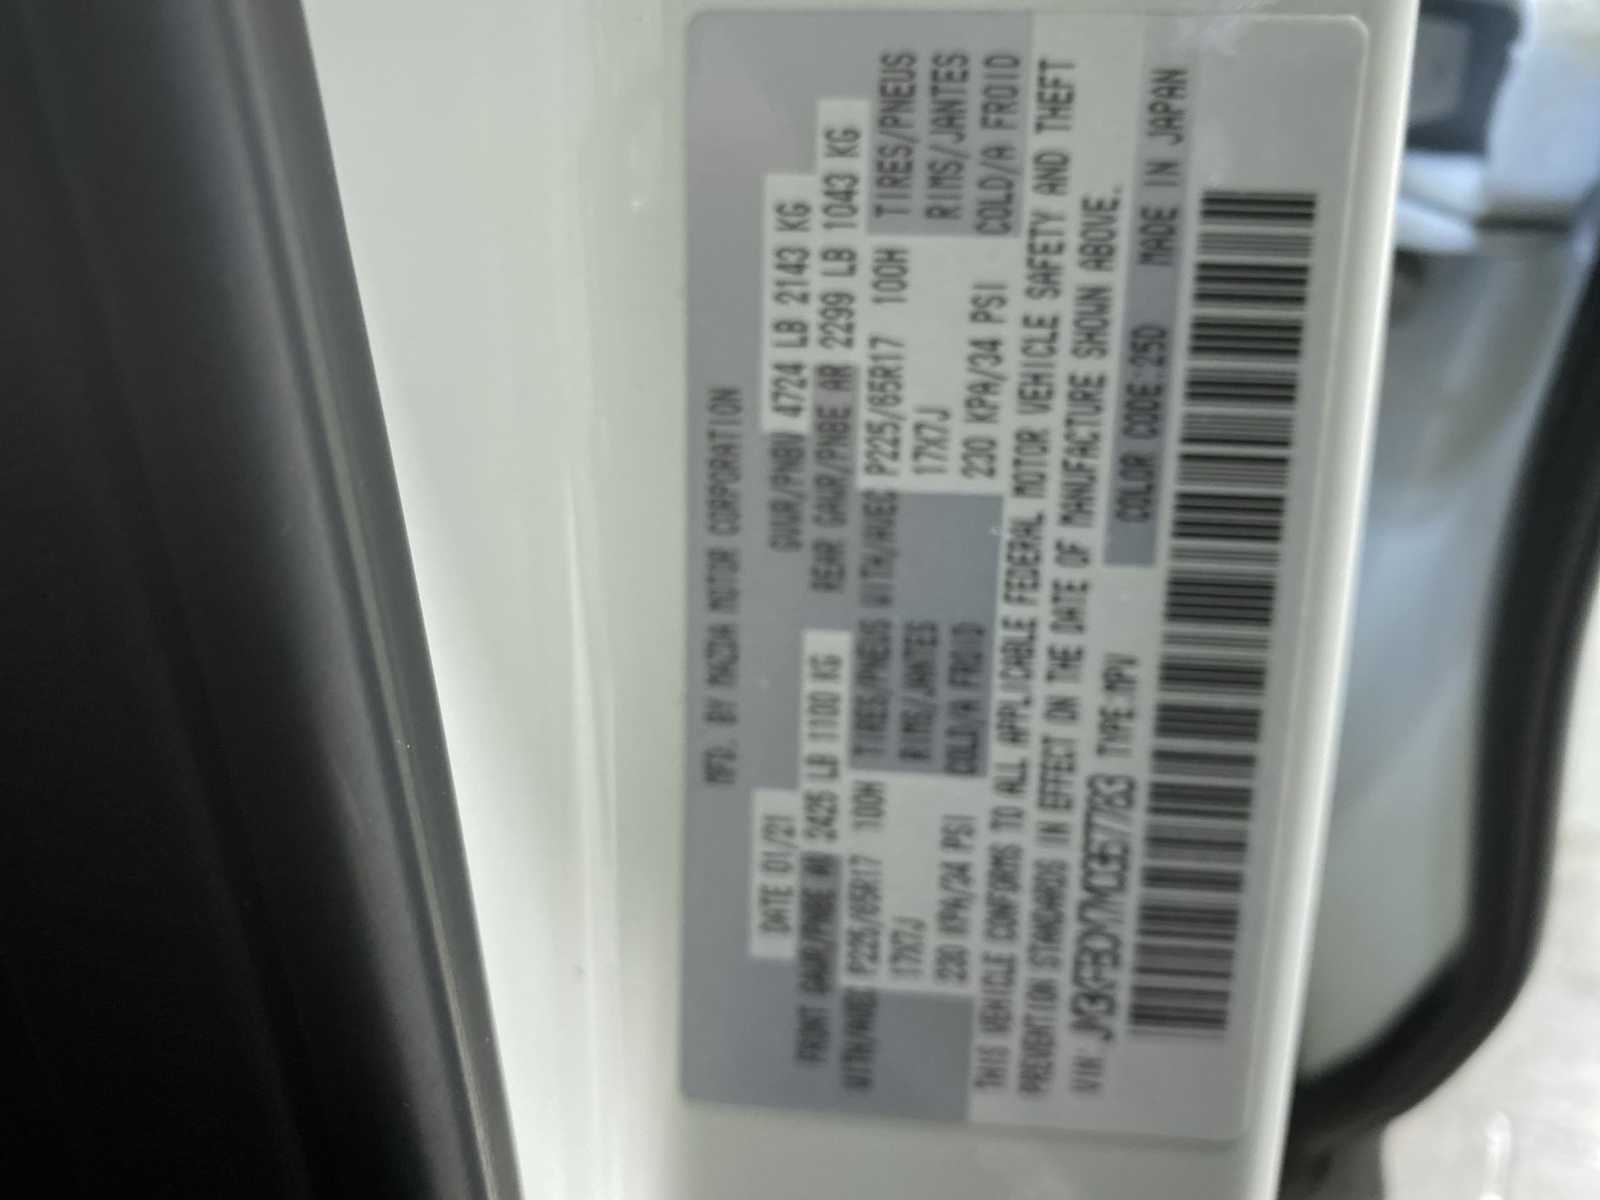 MFD. BY MAZDA MOTOR CORPORATION
DATE 01/21 GVWR/PNBV 4724 LB 2143 KG
FRONT GAWR/PNBE AV 2425 LB 1100 KG REAR GAWR/PNBE AR 2299 LB 1043 KG
WITH/AVEC P225/65R17 100H TIRES/PNEUS WITH/AVEC P225/65R17 100H TIRES/PNEUS
17X7J RIMS/JANTES 17X7J RIMS/JANTES
230 KPA/34 PSI COLD/A FROID 230 KPA/34 PSI COLD/A FROID
THIS VEHICLE CONFORMS TO ALL APPLICABLE FEDERAL MOTOR VEHICLE SAFETY AND THEFT
PREVENTION STANDARDS IN EFFECT ON THE DATE OF MANUFACTURE SHOWN ABOVE.
VIN: TYPE:MPV COLOR CODE:25D MADE IN JAPAN